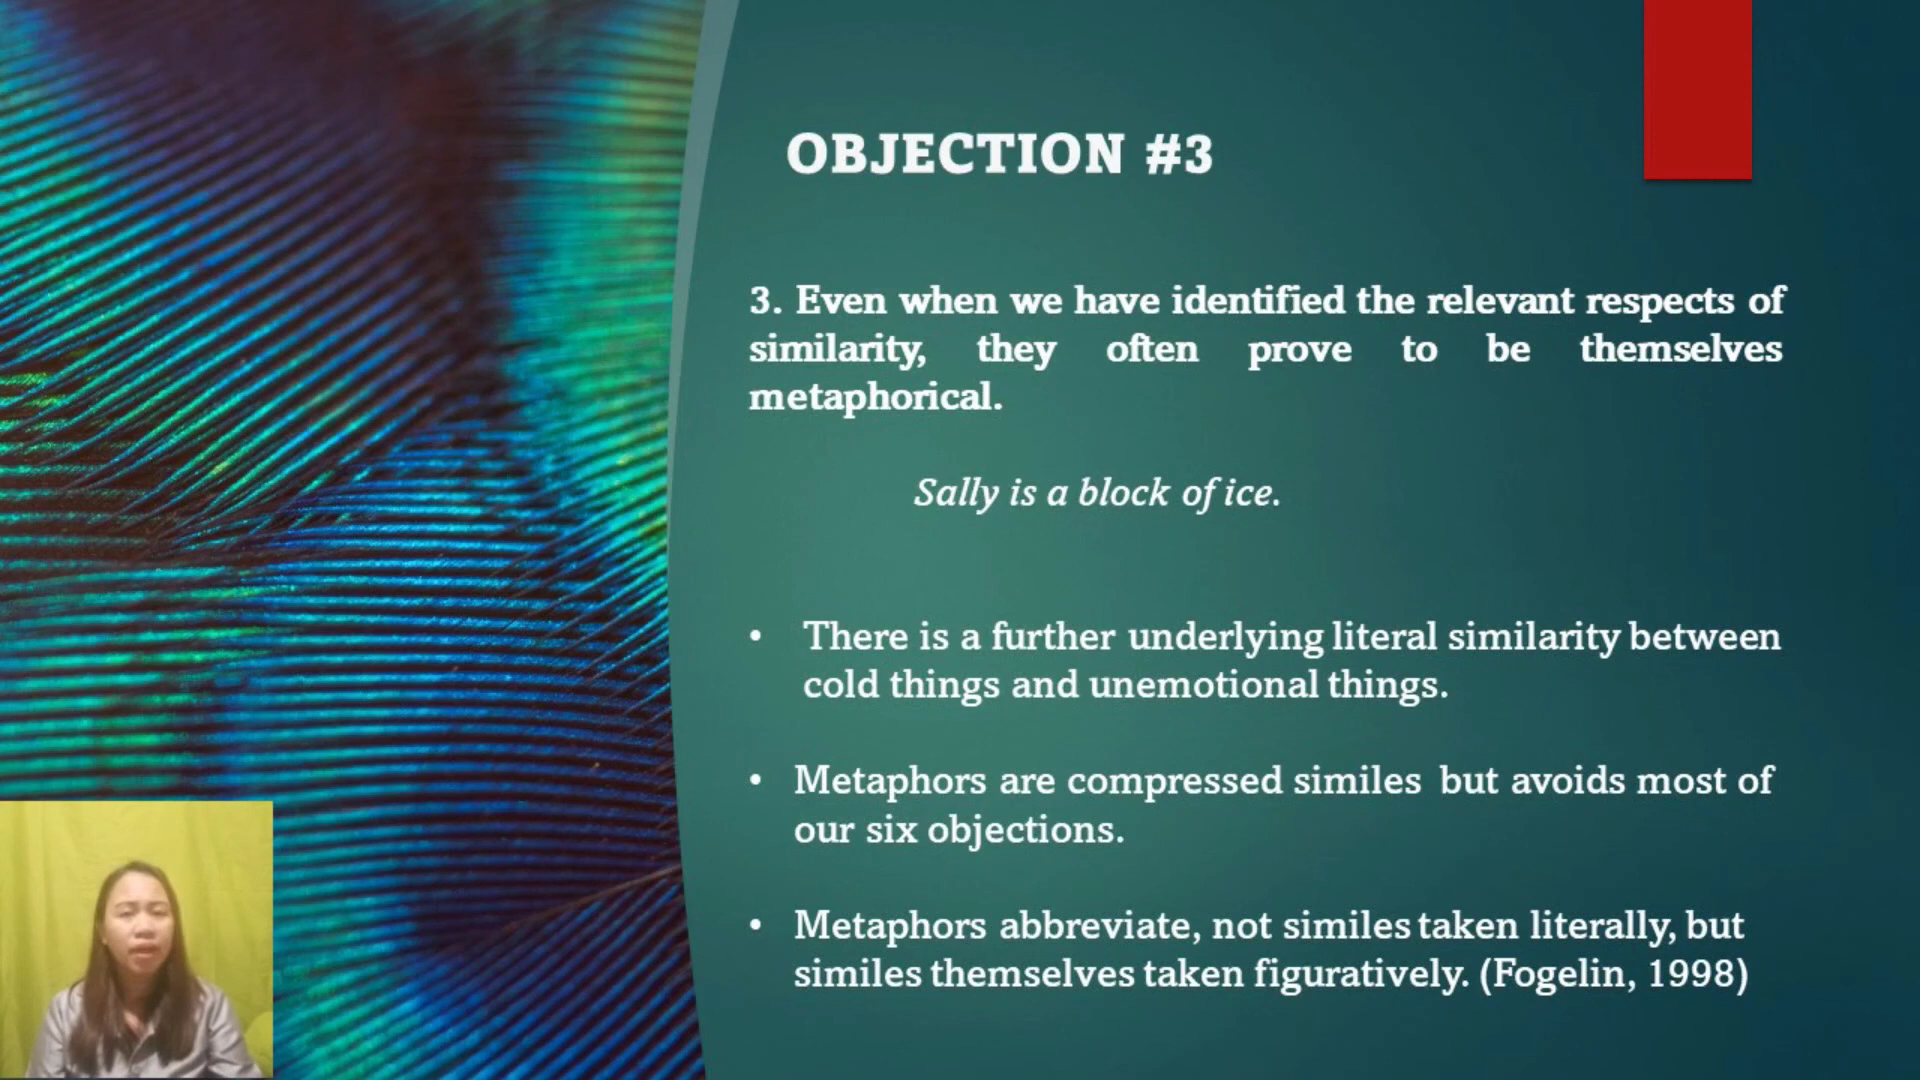 OBJECTION #3
3. Even when we have identified the relevant respects of
similarity, they often prove to be themselves
metaphorical.
Sally is a block of ice.
• There is a further underlying literal similarity between
cold things and unemotional things.
• Metaphors are compressed similes but avoids most of
our six objections.
• Metaphors abbreviate, not similes taken literally, but
similes themselves taken figuratively. (Fogelin, 1998)